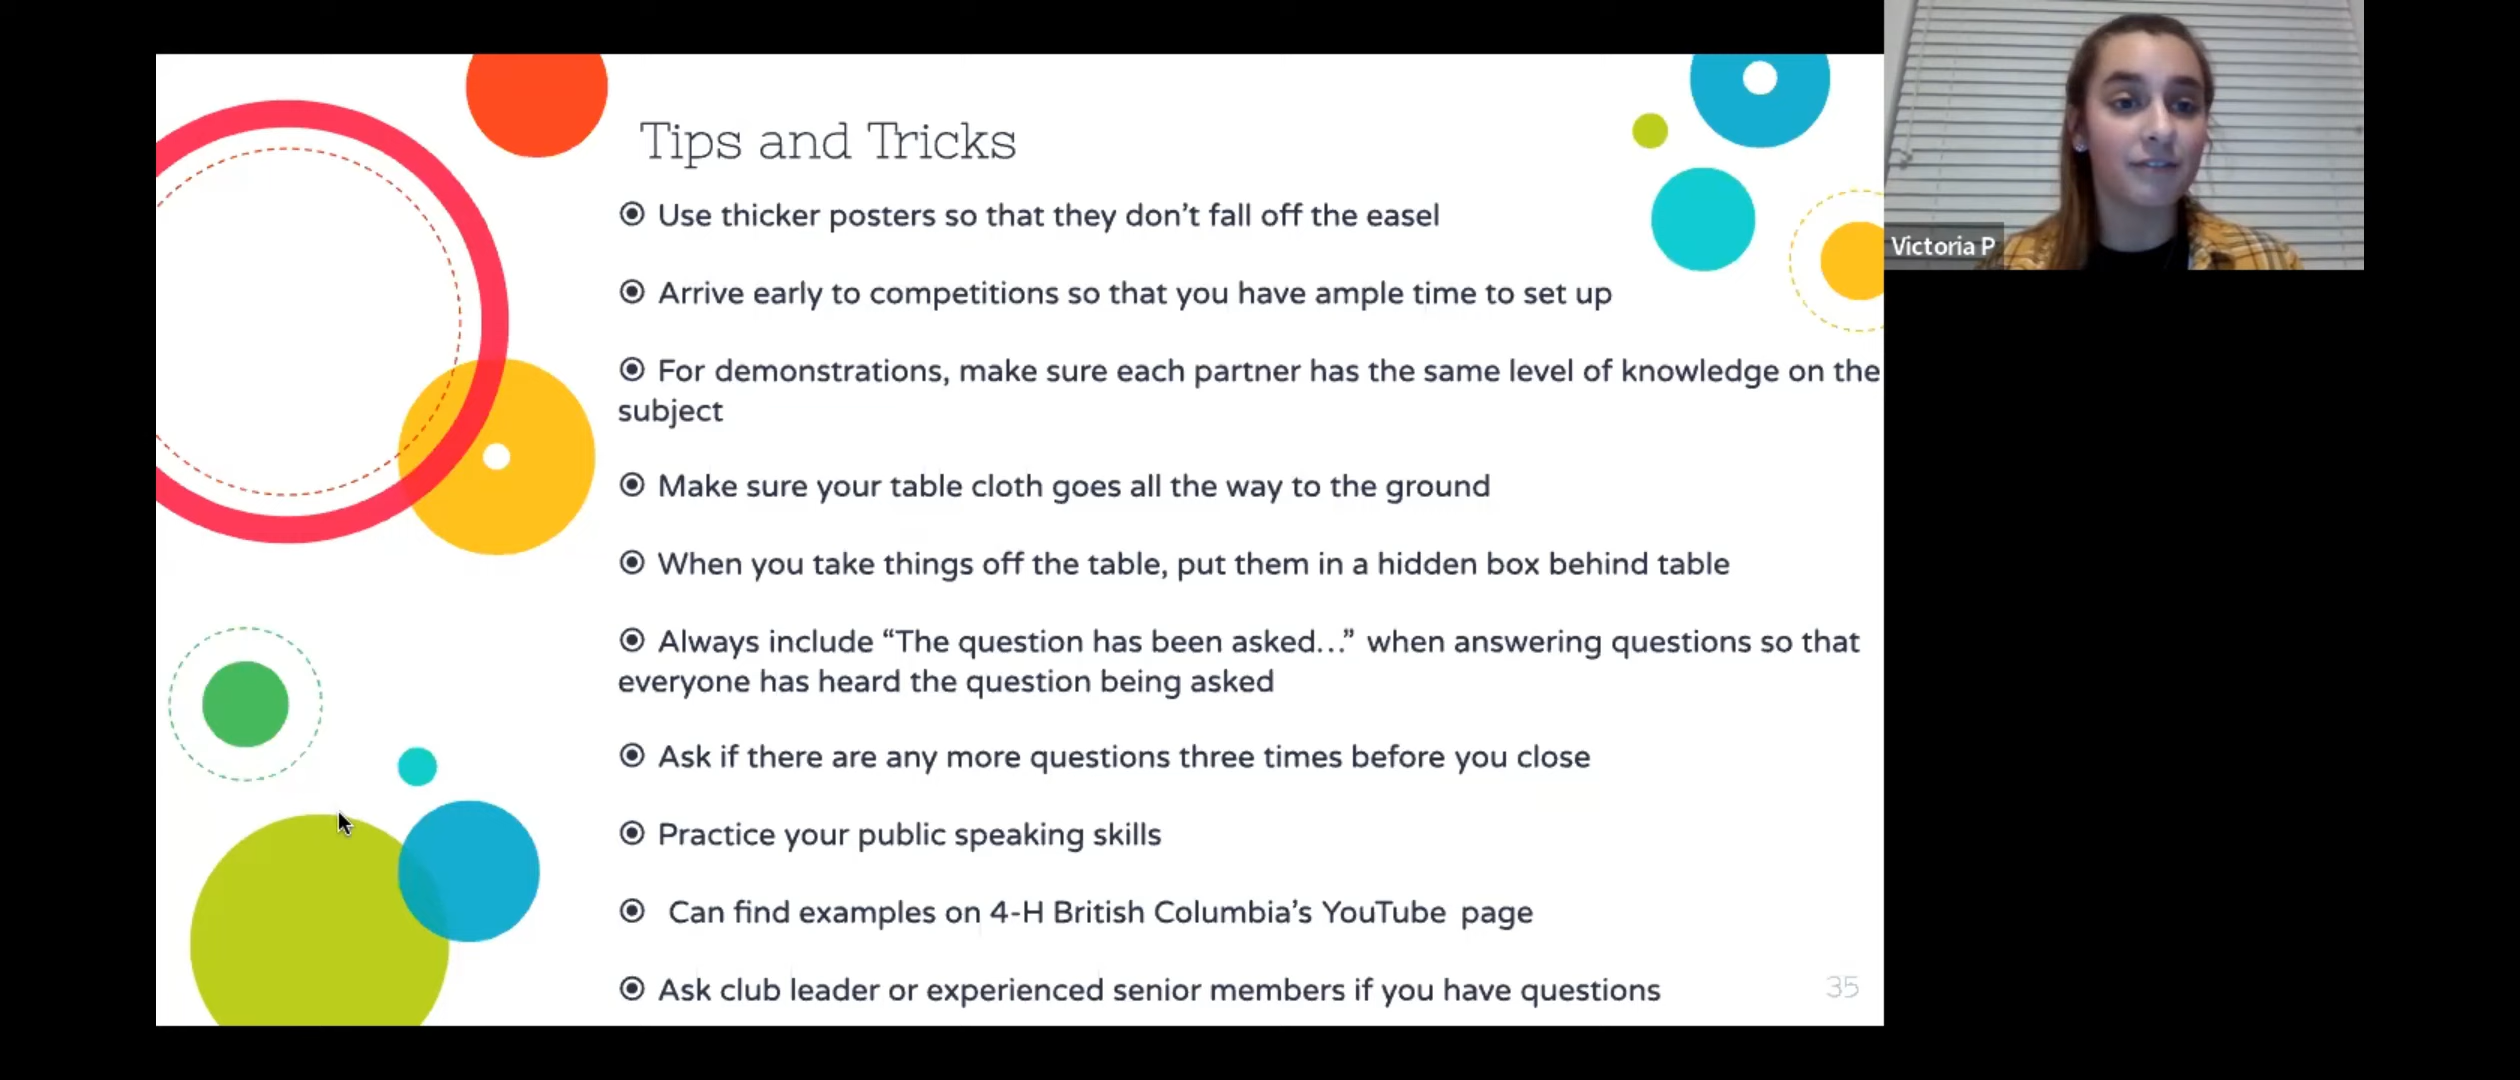 Tips and Tricks
Use thicker posters so that they don’t fall off the easel
Arrive early to competitions so that you have ample time to set up
For demonstrations, make sure each partner has the same level of knowledge on the
subject
Make sure your table cloth goes all the way to the ground
When you take things off the table, put them in a hidden box behind table
Always include “The question has been asked...” when answering questions so that
everyone has heard the question being asked
Ask if there are any more questions three times before you close
Practice your public speaking skills
Can find examples on 4-H British Columbia’s YouTube page
Ask club leader or experienced senior members if you have questions
35
Victoria P